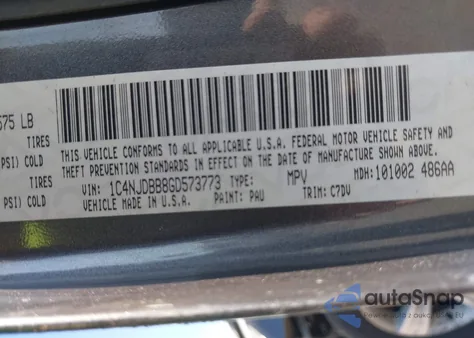 675 LB
TIRES
PSI) COLD
TIRES
PSI) COLD
THIS VEHICLE CONFORMS TO ALL APPLICABLE U.S.A. FEDERAL MOTOR VEHICLE SAFETY AND
THEFT PREVENTION STANDARDS IN EFFECT ON THE DATE OF MANUFACTURE SHOWN ABOVE.
VIN: 1C4NJDBB8GD573773 TYPE: MPV MDH: 101002 486AA
VEHICLE MADE IN U.S.A. PAINT: PAU TRIM: C7DV
autoSnap